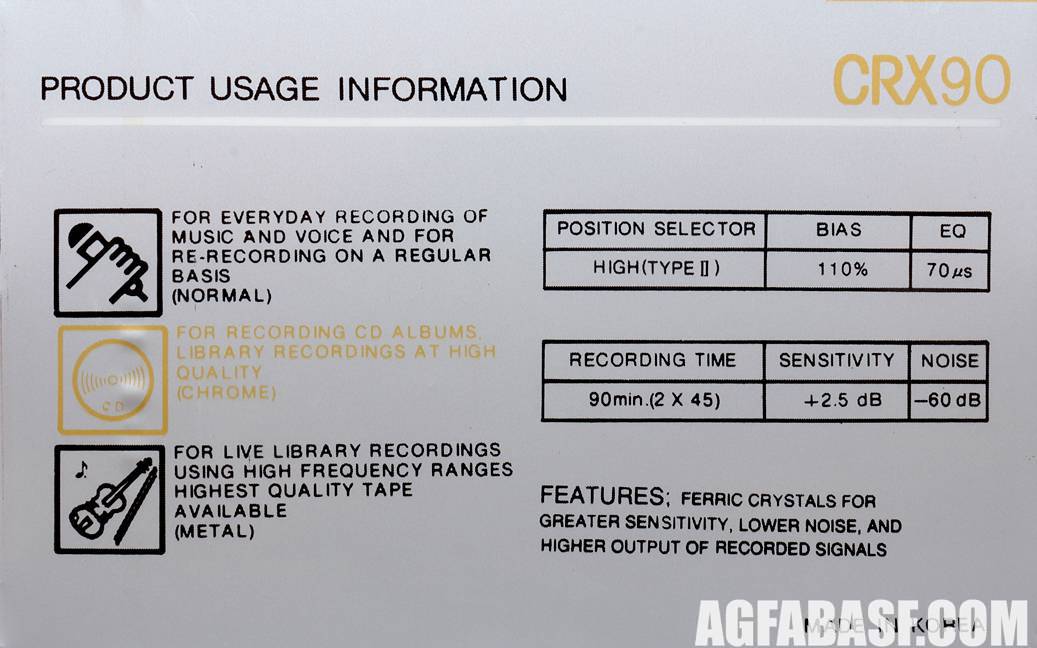 PRODUCT USAGE INFORMATION
CRX90
FOR EVERYDAY RECORDING OF
MUSIC AND VOICE AND FOR
RE-RECORDING ON A REGULAR
BASIS
(NORMAL)
CD
FOR RECORDING CD ALBUMS,
LIBRARY RECORDINGS AT HIGH
QUALITY
(CHROME)
FOR LIVE LIBRARY RECORDINGS
USING HIGH FREQUENCY RANGES
HIGHEST QUALITY TAPE
AVAILABLE
(METAL)
POSITION SELECTOR BIAS EQ
HIGH(TYPE Ⅱ) 110% 70μs
RECORDING TIME SENSITIVITY NOISE
90min.(2 X 45) +2.5 dB −60 dB
FEATURES; FERRIC CRYSTALS FOR
GREATER SENSITIVITY, LOWER NOISE, AND
HIGHER OUTPUT OF RECORDED SIGNALS
MADE IN KOREA
AGFABASF.COM